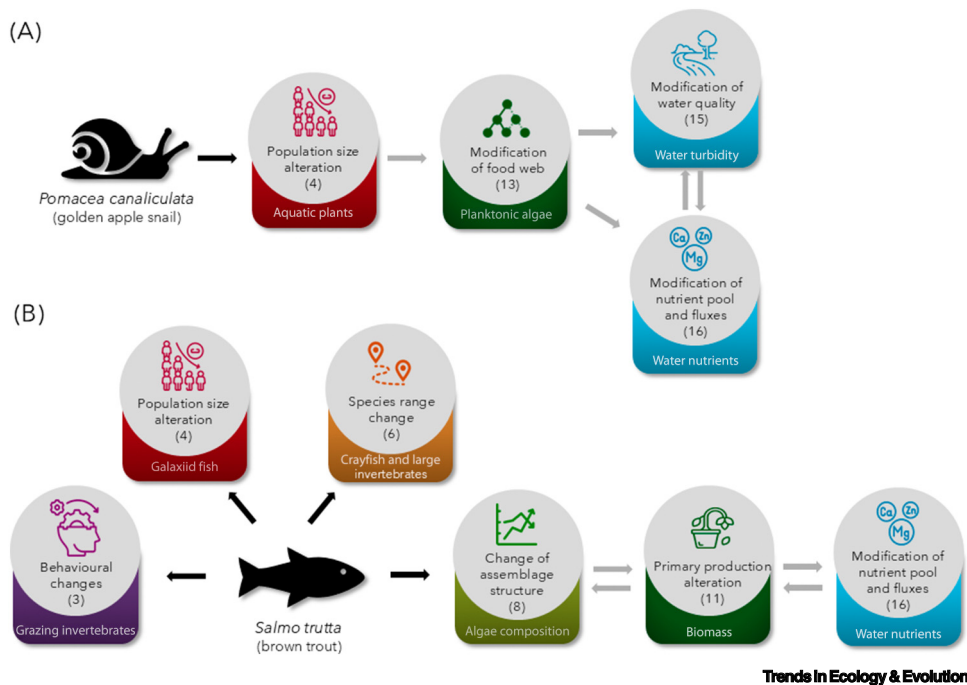 (A)
Pomacea canaliculata
(golden apple snail)
Population size
alteration
(4)
Aquatic plants
Modification
of food web
(13)
Planktonic algae
Modification of
water quality
(15)
Water turbidity
Ca Zn
Mg
Modification of
nutrient pool
and fluxes
(16)
Water nutrients
(B)
Population size
alteration
(4)
Galaxiid fish
Species range
change
(6)
Crayfish and large
invertebrates
Behavioural
changes
(3)
Grazing invertebrates
Salmo trutta
(brown trout)
Change of
assemblage
structure
(8)
Algae composition
Primary production
alteration
(11)
Biomass
Ca Zn
Mg
Modification of
nutrient pool
and fluxes
(16)
Water nutrients
Trends in Ecology & Evolution